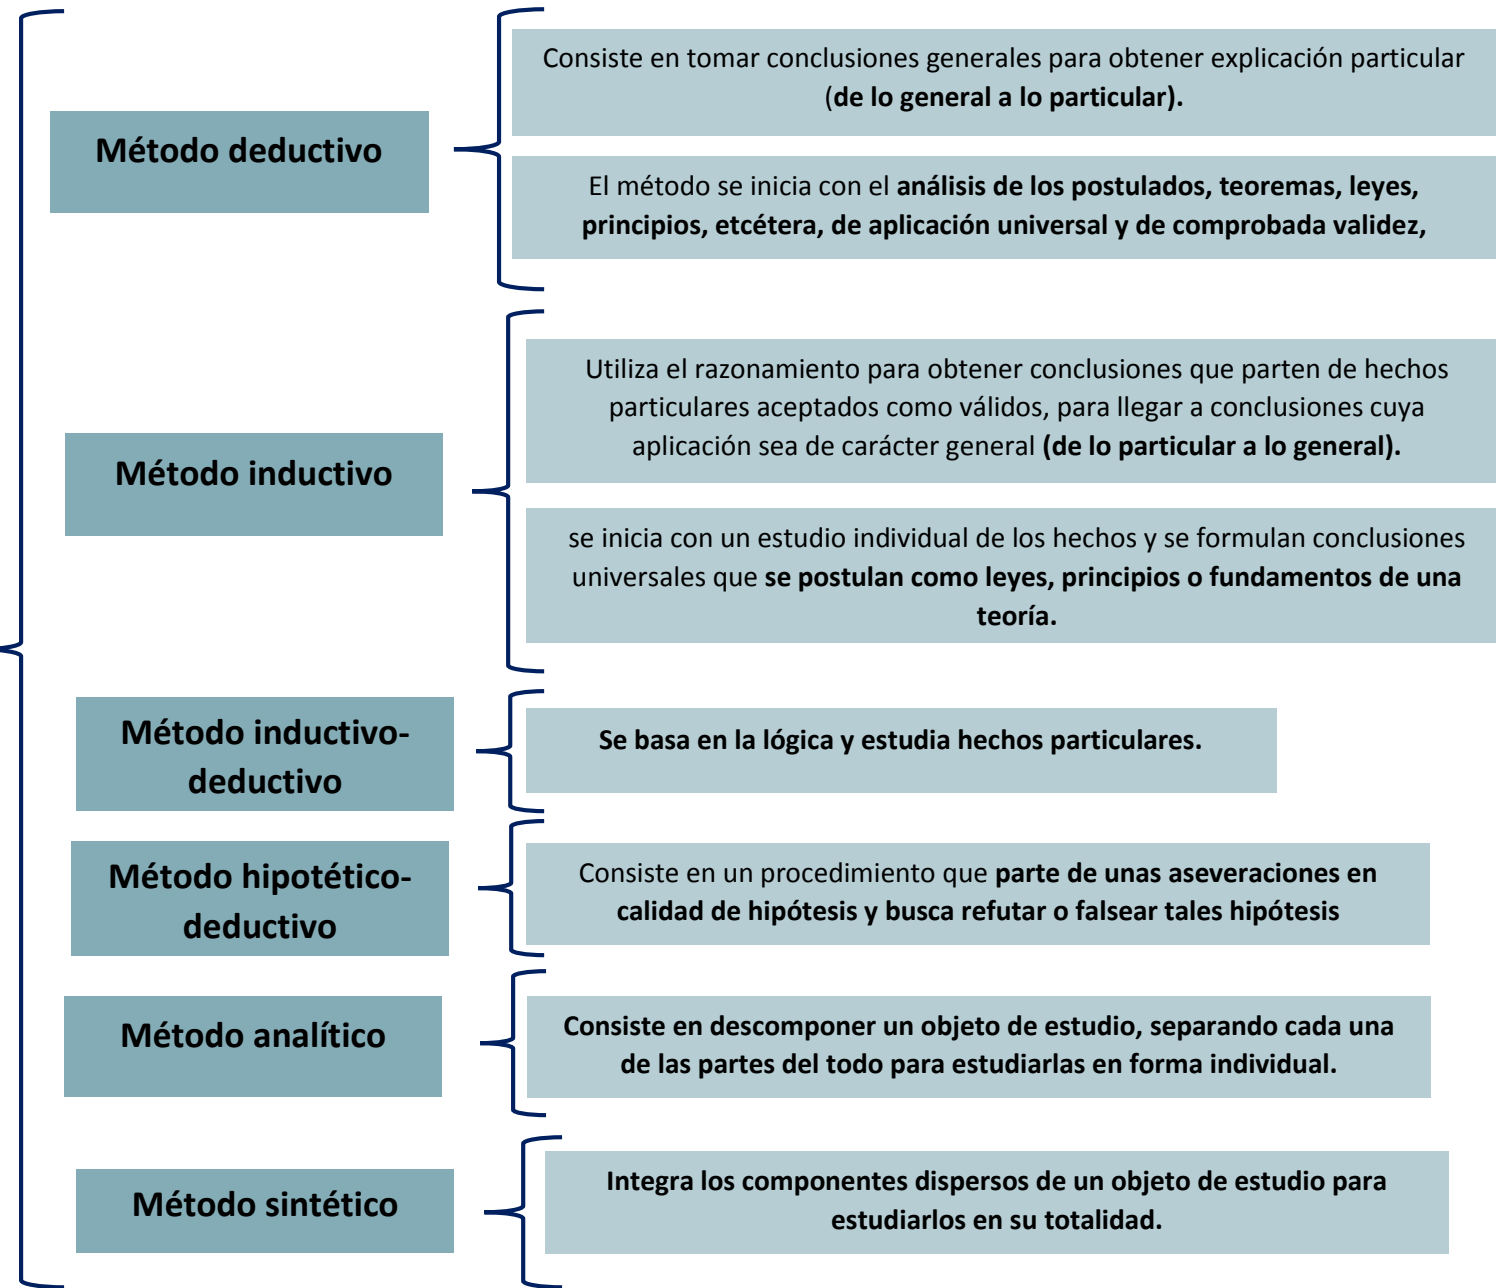 Método deductivo
Consiste en tomar conclusiones generales para obtener explicación particular
(de lo general a lo particular).
El método se inicia con el análisis de los postulados, teoremas, leyes,
principios, etcétera, de aplicación universal y de comprobada validez,
Método inductivo
Utiliza el razonamiento para obtener conclusiones que parten de hechos
particulares aceptados como válidos, para llegar a conclusiones cuya
aplicación sea de carácter general (de lo particular a lo general).
se inicia con un estudio individual de los hechos y se formulan conclusiones
universales que se postulan como leyes, principios o fundamentos de una
teoría.
Método inductivo-
deductivo
Se basa en la lógica y estudia hechos particulares.
Método hipotético-
deductivo
Consiste en un procedimiento que parte de unas aseveraciones en
calidad de hipótesis y busca refutar o falsear tales hipótesis
Método analítico
Consiste en descomponer un objeto de estudio, separando cada una
de las partes del todo para estudiarlas en forma individual.
Método sintético
Integra los componentes dispersos de un objeto de estudio para
estudiarlos en su totalidad.